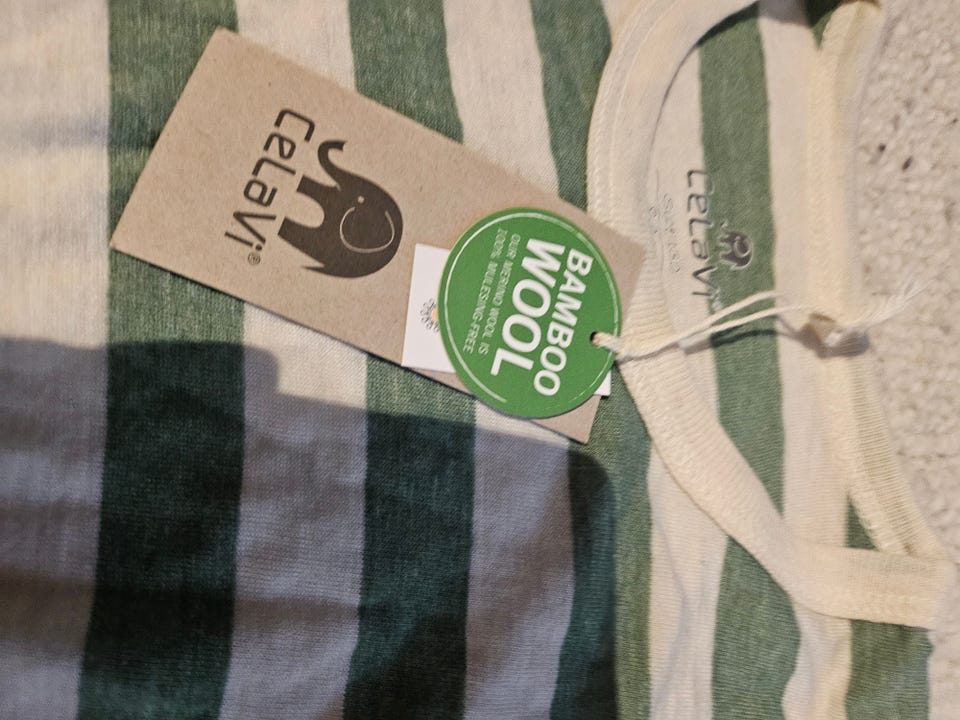 CeLaVi®
BAMBOO
WOOL
OUR MERINO WOOL IS
100% MULESING-FREE
CeLaVi